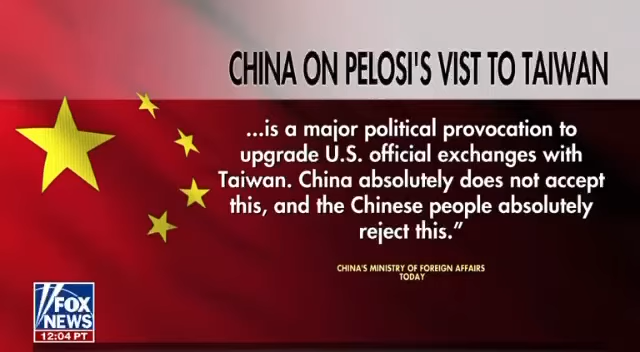 CHINA ON PELOSI'S VIST TO TAIWAN
...is a major political provocation to
upgrade U.S. official exchanges with
Taiwan. China absolutely does not accept
this, and the Chinese people absolutely
reject this.”
CHINA'S MINISTRY OF FOREIGN AFFAIRS
TODAY
FOX
NEWS
12:04 PT